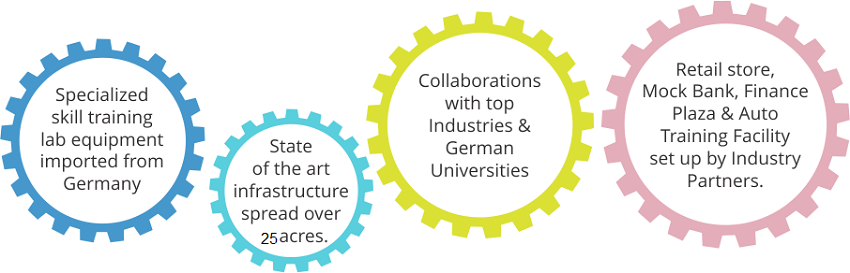 Specialized
skill training
lab equipment
imported from
Germany
State
of the art
infrastructure
spread over
25 acres.
Collaborations
with top
Industries &
German
Universities
Retail store,
Mock Bank, Finance
Plaza & Auto
Training Facility
set up by Industry
Partners.